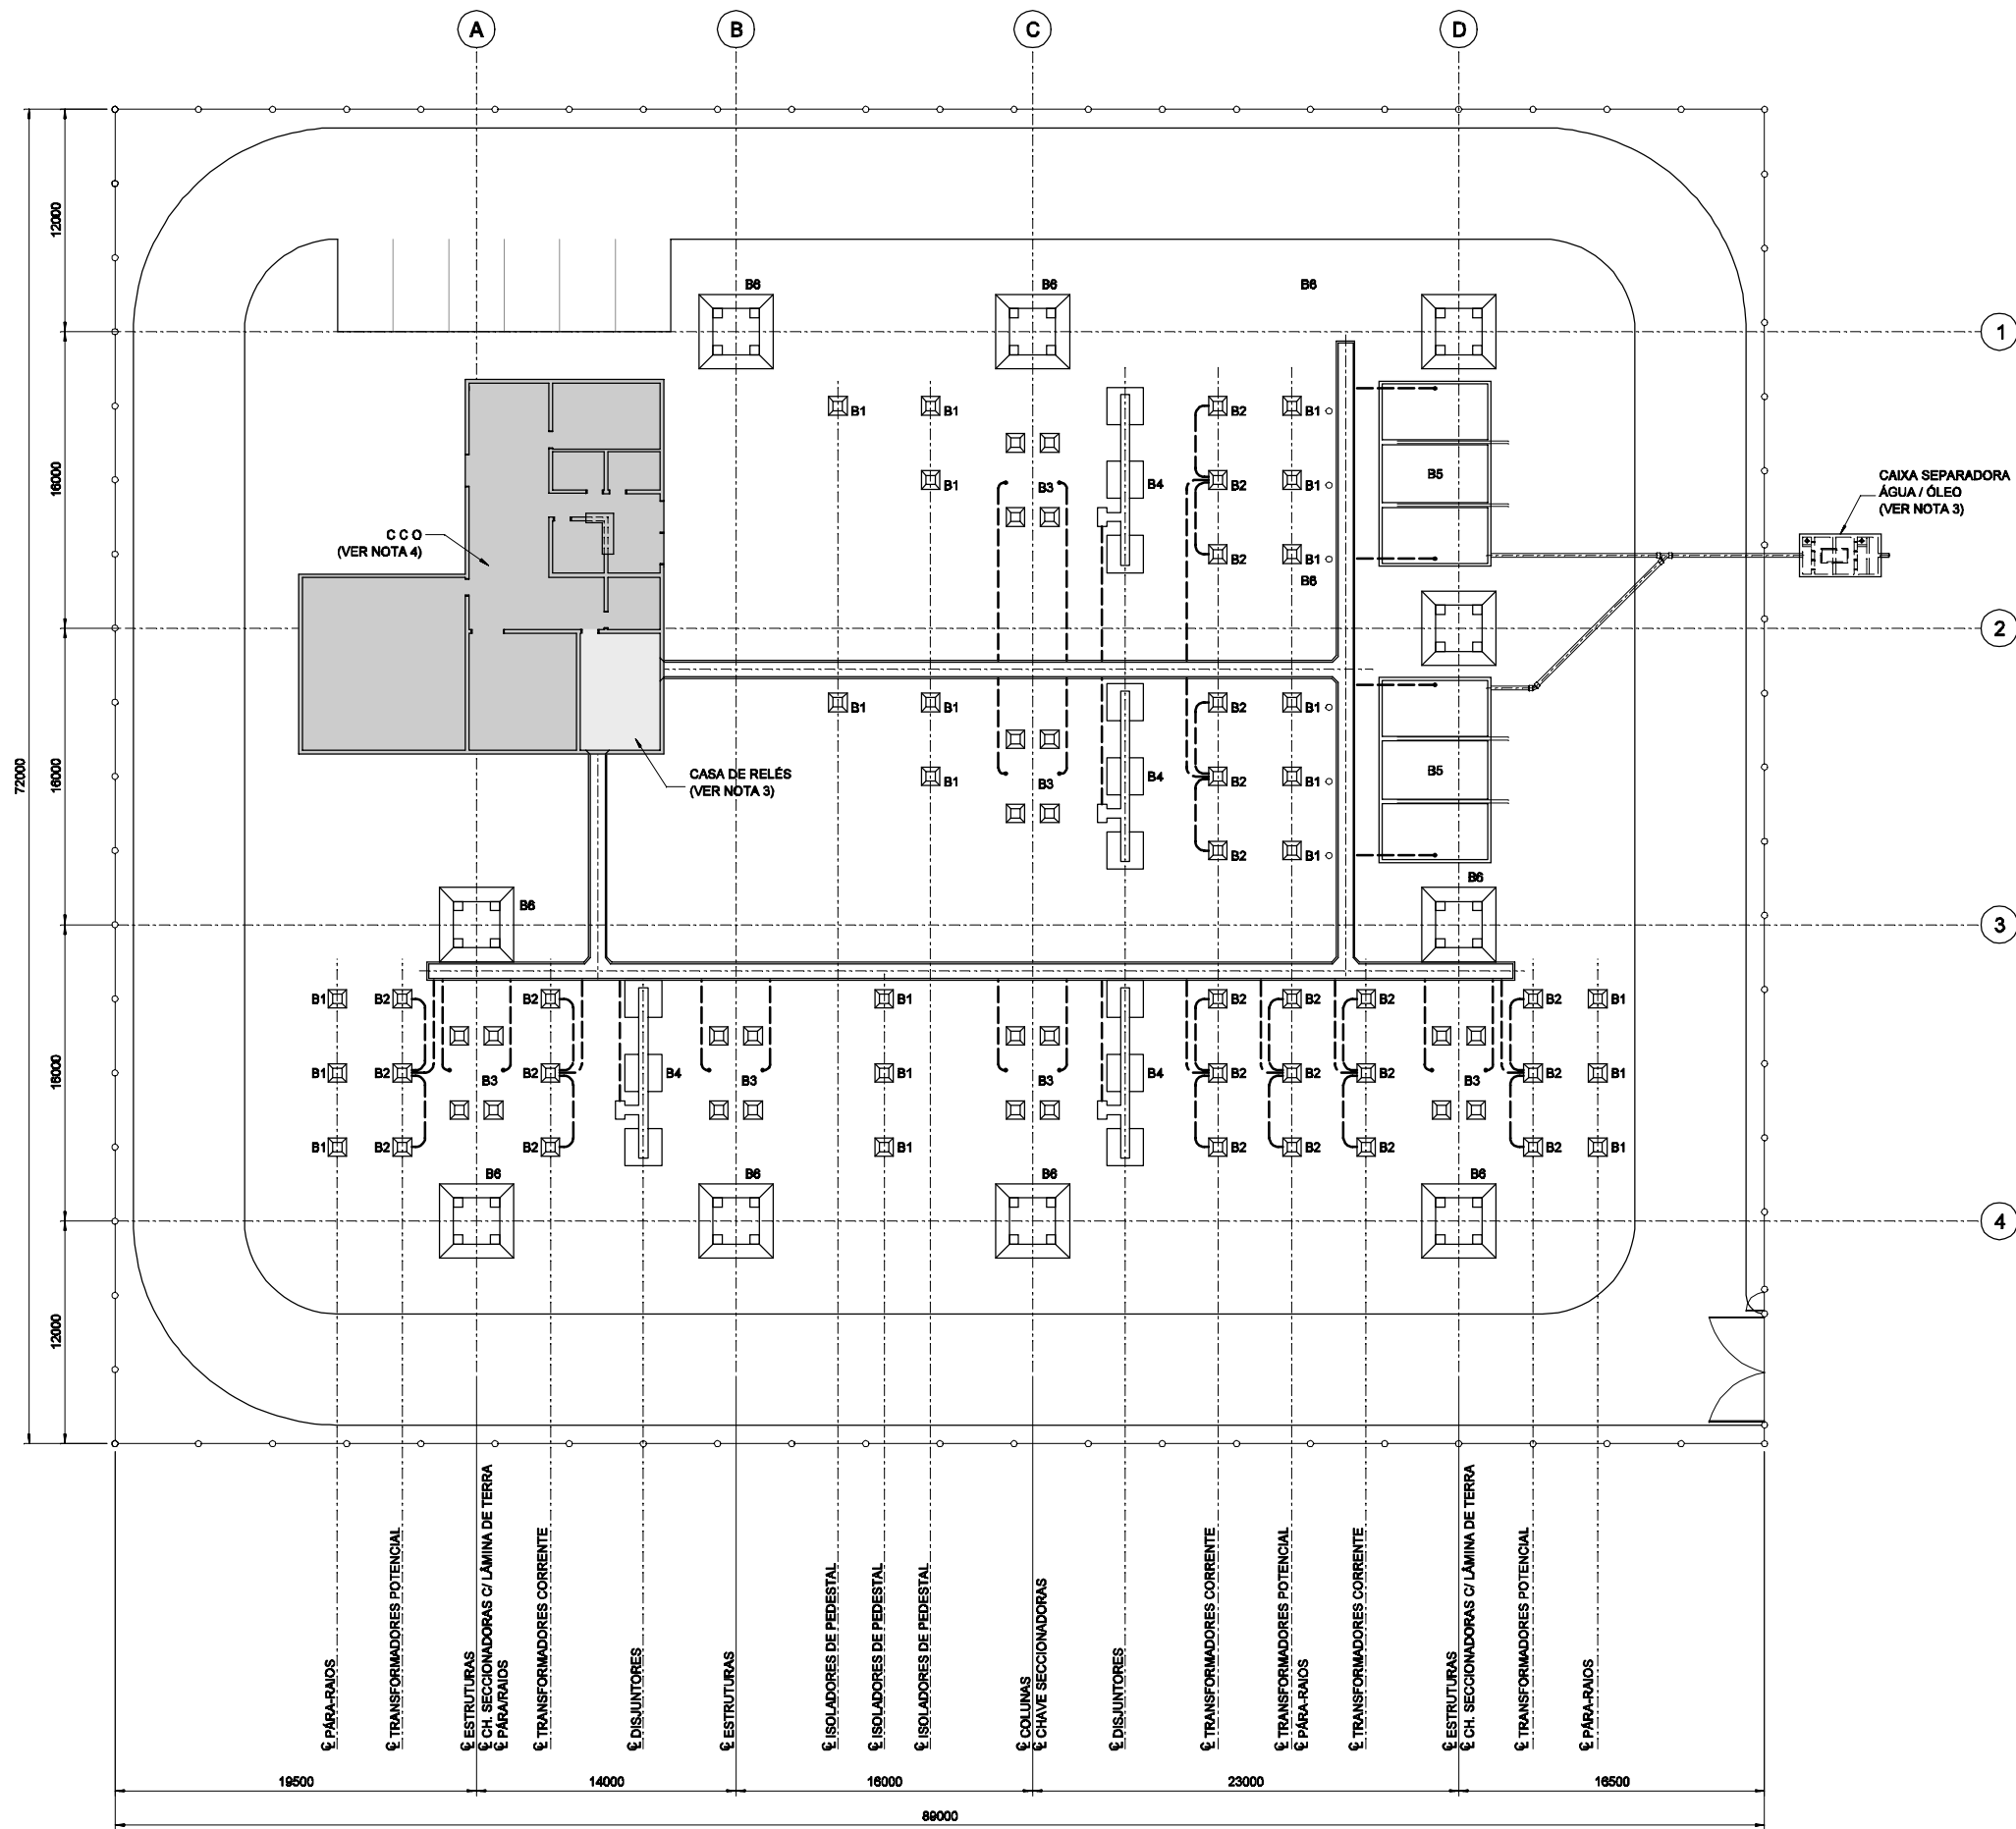 A
B
C
D
12000
16000
16000
16000
12000
72000
1
2
3
4
B6
B6
B6
B1
B1
B2
B1
B1
B3
B4
B2
B1
B5
B2
B1
B6
CAIXA SEPARADORA
ÁGUA / ÓLEO
(VER NOTA 3)
C C O
(VER NOTA 4)
CASA DE RELÉS
(VER NOTA 3)
B1
B1
B2
B1
B1
B3
B4
B2
B1
B5
B2
B1
B6
B6
B1
B2
B2
B1
B2
B2
B2
B2
B1
B1
B2
B3
B2
B4
B3
B1
B3
B4
B2
B2
B2
B3
B2
B1
B1
B2
B2
B1
B2
B2
B2
B2
B1
B6
B6
B6
B6
℄ PÁRA-RAIOS
℄ TRANSFORMADORES POTENCIAL
℄ ESTRUTURAS
℄ CH. SECCIONADORAS C/ LÂMINA DE TERRA
℄ PÁRA/RAIOS
℄ TRANSFORMADORES CORRENTE
℄ DISJUNTORES
℄ ESTRUTURAS
℄ ISOLADORES DE PEDESTAL
℄ ISOLADORES DE PEDESTAL
℄ ISOLADORES DE PEDESTAL
℄ COLUNAS
℄ CHAVE SECCIONADORAS
℄ DISJUNTORES
℄ TRANSFORMADORES CORRENTE
℄ TRANSFORMADORES POTENCIAL
℄ PÁRA-RAIOS
℄ TRANSFORMADORES CORRENTE
℄ ESTRUTURAS
℄ CH. SECCIONADORAS C/ LÂMINA DE TERRA
℄ TRANSFORMADORES POTENCIAL
℄ PÁRA-RAIOS
19500
14000
16000
23000
16500
89000